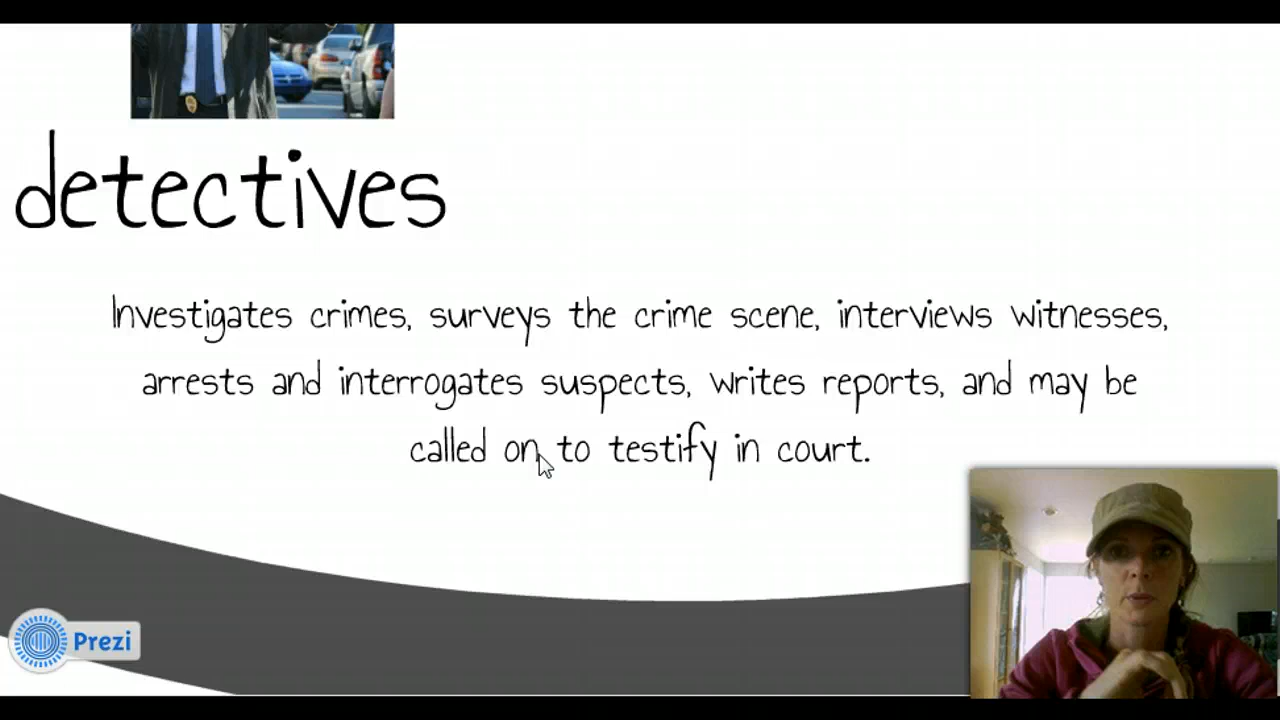 detectives
Investigates crimes, surveys the crime scene, interviews witnesses,
arrests and interrogates suspects, writes reports, and may be
called on to testify in court.
Prezi